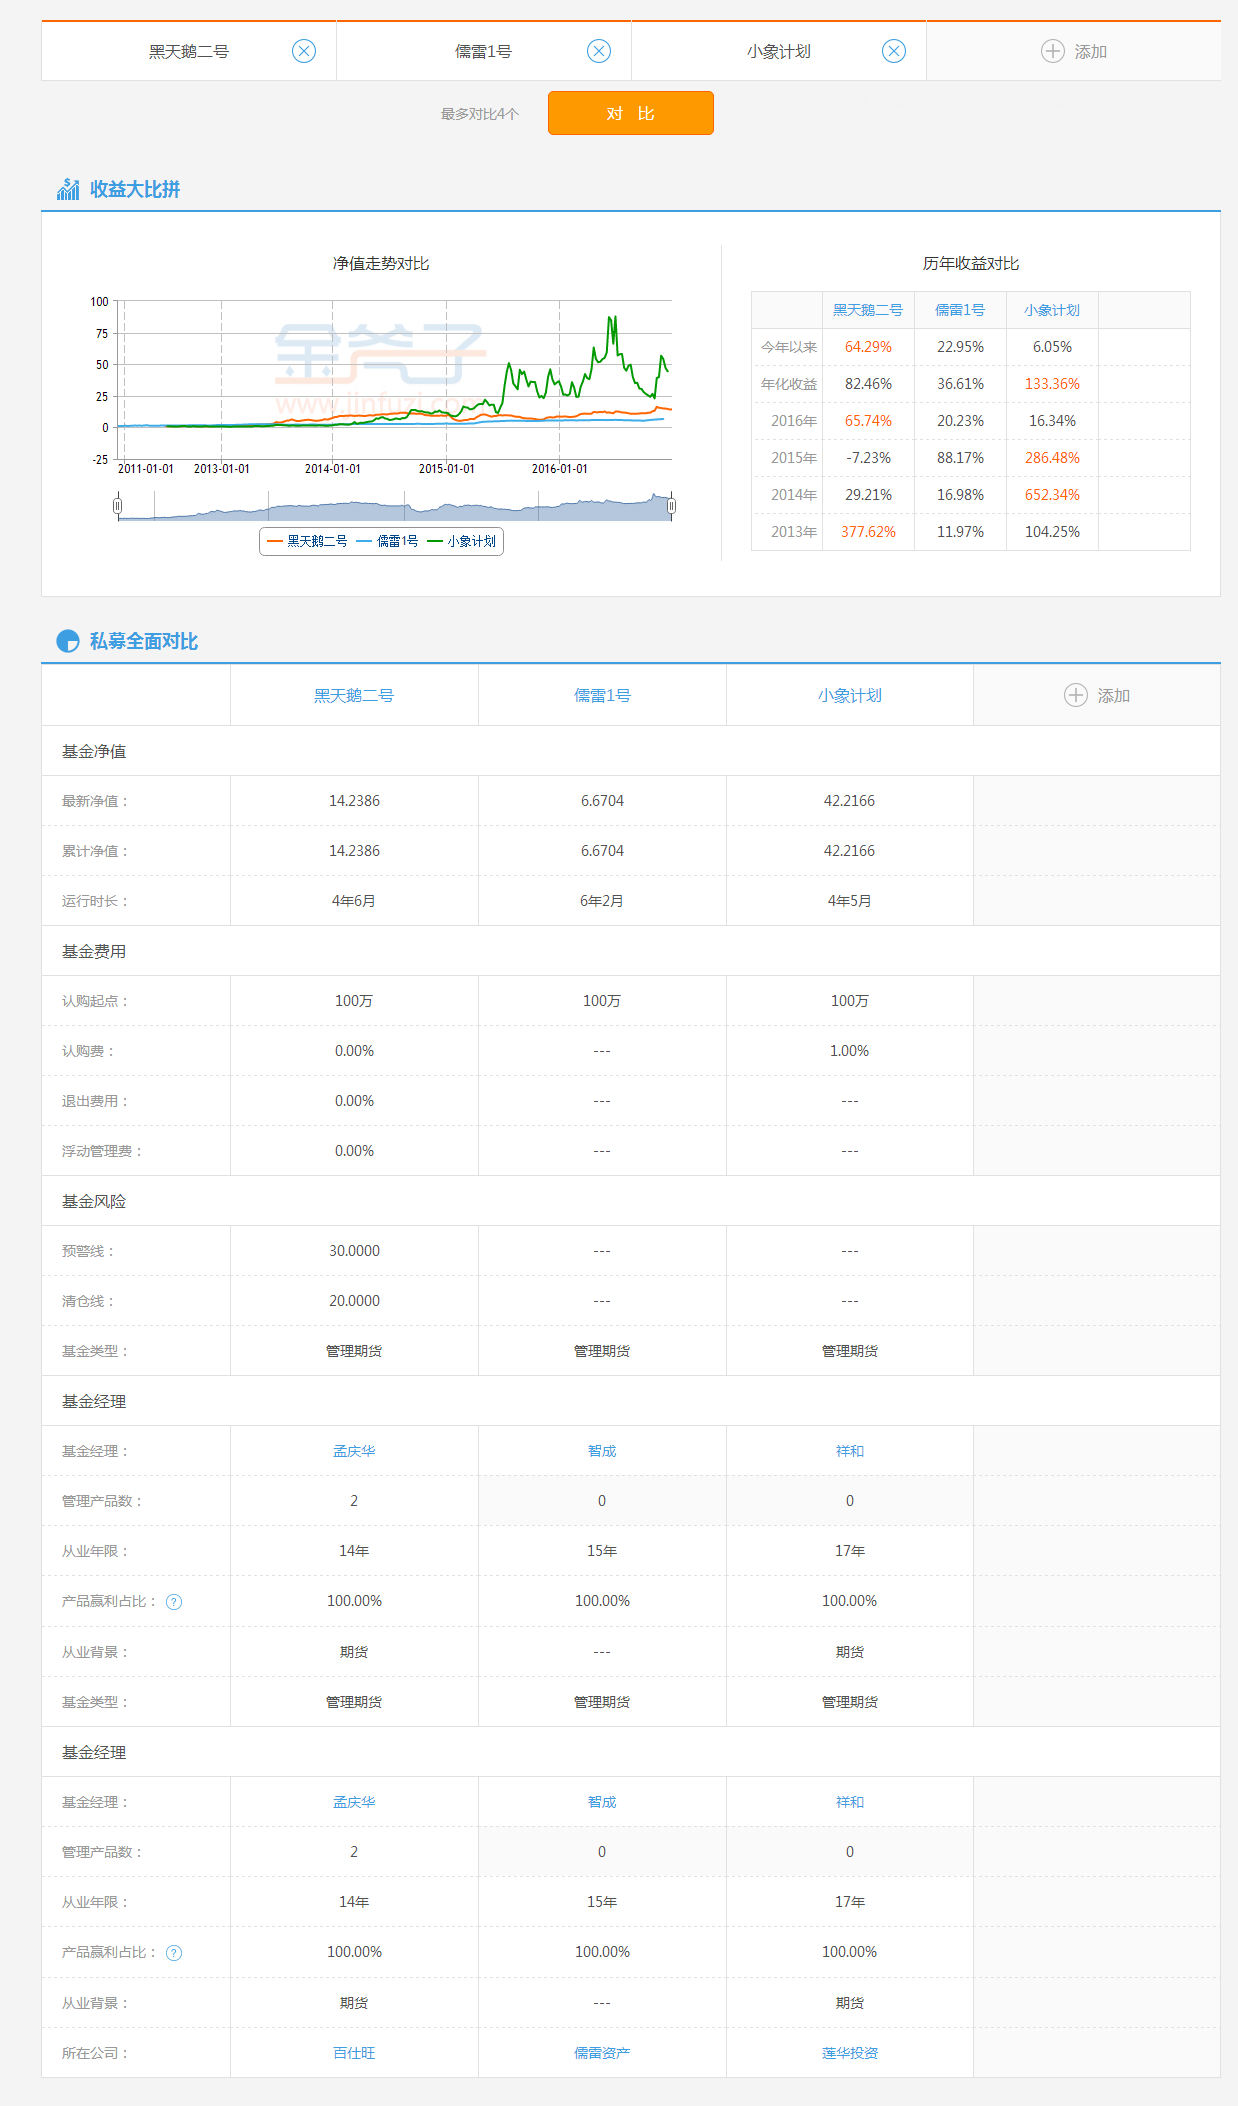 黑天鹅二号 儒雷1号 小象计划 添加
最多对比4个 对 比
收益大比拼
净值走势对比
100
75
50
25
0
-25
2011-01-01 2013-01-01 2014-01-01 2015-01-01 2016-01-01
金斧子
www.jinfuzi.com
黑天鹅二号 儒雷1号 小象计划
历年收益对比
黑天鹅二号 儒雷1号 小象计划
今年以来 64.29% 22.95% 6.05%
年化收益 82.46% 36.61% 133.36%
2016年 65.74% 20.23% 16.34%
2015年 -7.23% 88.17% 286.48%
2014年 29.21% 16.98% 652.34%
2013年 377.62% 11.97% 104.25%
私募全面对比
黑天鹅二号 儒雷1号 小象计划 添加
基金净值
最新净值： 14.2386 6.6704 42.2166
累计净值： 14.2386 6.6704 42.2166
运行时长： 4年6月 6年2月 4年5月
基金费用
认购起点： 100万 100万 100万
认购费： 0.00% --- 1.00%
退出费用： 0.00% --- ---
浮动管理费： 0.00% --- ---
基金风险
预警线： 30.0000 --- ---
清仓线： 20.0000 --- ---
基金类型： 管理期货 管理期货 管理期货
基金经理
基金经理： 孟庆华 智成 祥和
管理产品数： 2 0 0
从业年限： 14年 15年 17年
产品赢利占比： ? 100.00% 100.00% 100.00%
从业背景： 期货 --- 期货
基金类型： 管理期货 管理期货 管理期货
基金经理
基金经理： 孟庆华 智成 祥和
管理产品数： 2 0 0
从业年限： 14年 15年 17年
产品赢利占比： ? 100.00% 100.00% 100.00%
从业背景： 期货 --- 期货
所在公司： 百仕旺 儒雷资产 莲华投资